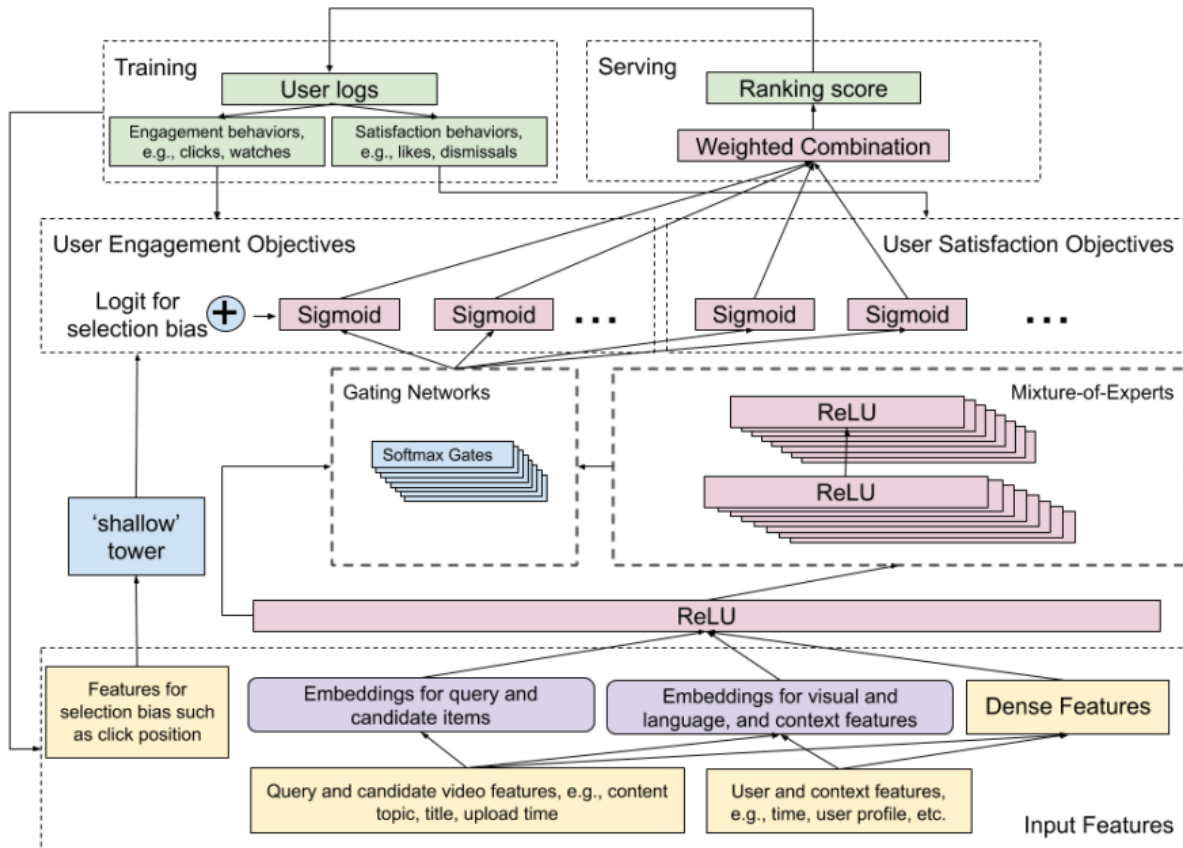 Training
User logs
Engagement behaviors,
e.g., clicks, watches
Satisfaction behaviors,
e.g., likes, dismissals
Serving
Ranking score
Weighted Combination
User Engagement Objectives
Logit for
selection bias
+
Sigmoid
Sigmoid
...
User Satisfaction Objectives
Sigmoid
Sigmoid
...
Gating Networks
Softmax Gates
Mixture-of-Experts
ReLU
ReLU
'shallow'
tower
ReLU
Features for
selection bias such
as click position
Embeddings for query and
candidate items
Embeddings for visual and
language, and context features
Dense Features
Query and candidate video features, e.g., content
topic, title, upload time
User and context features,
e.g., time, user profile, etc.
Input Features